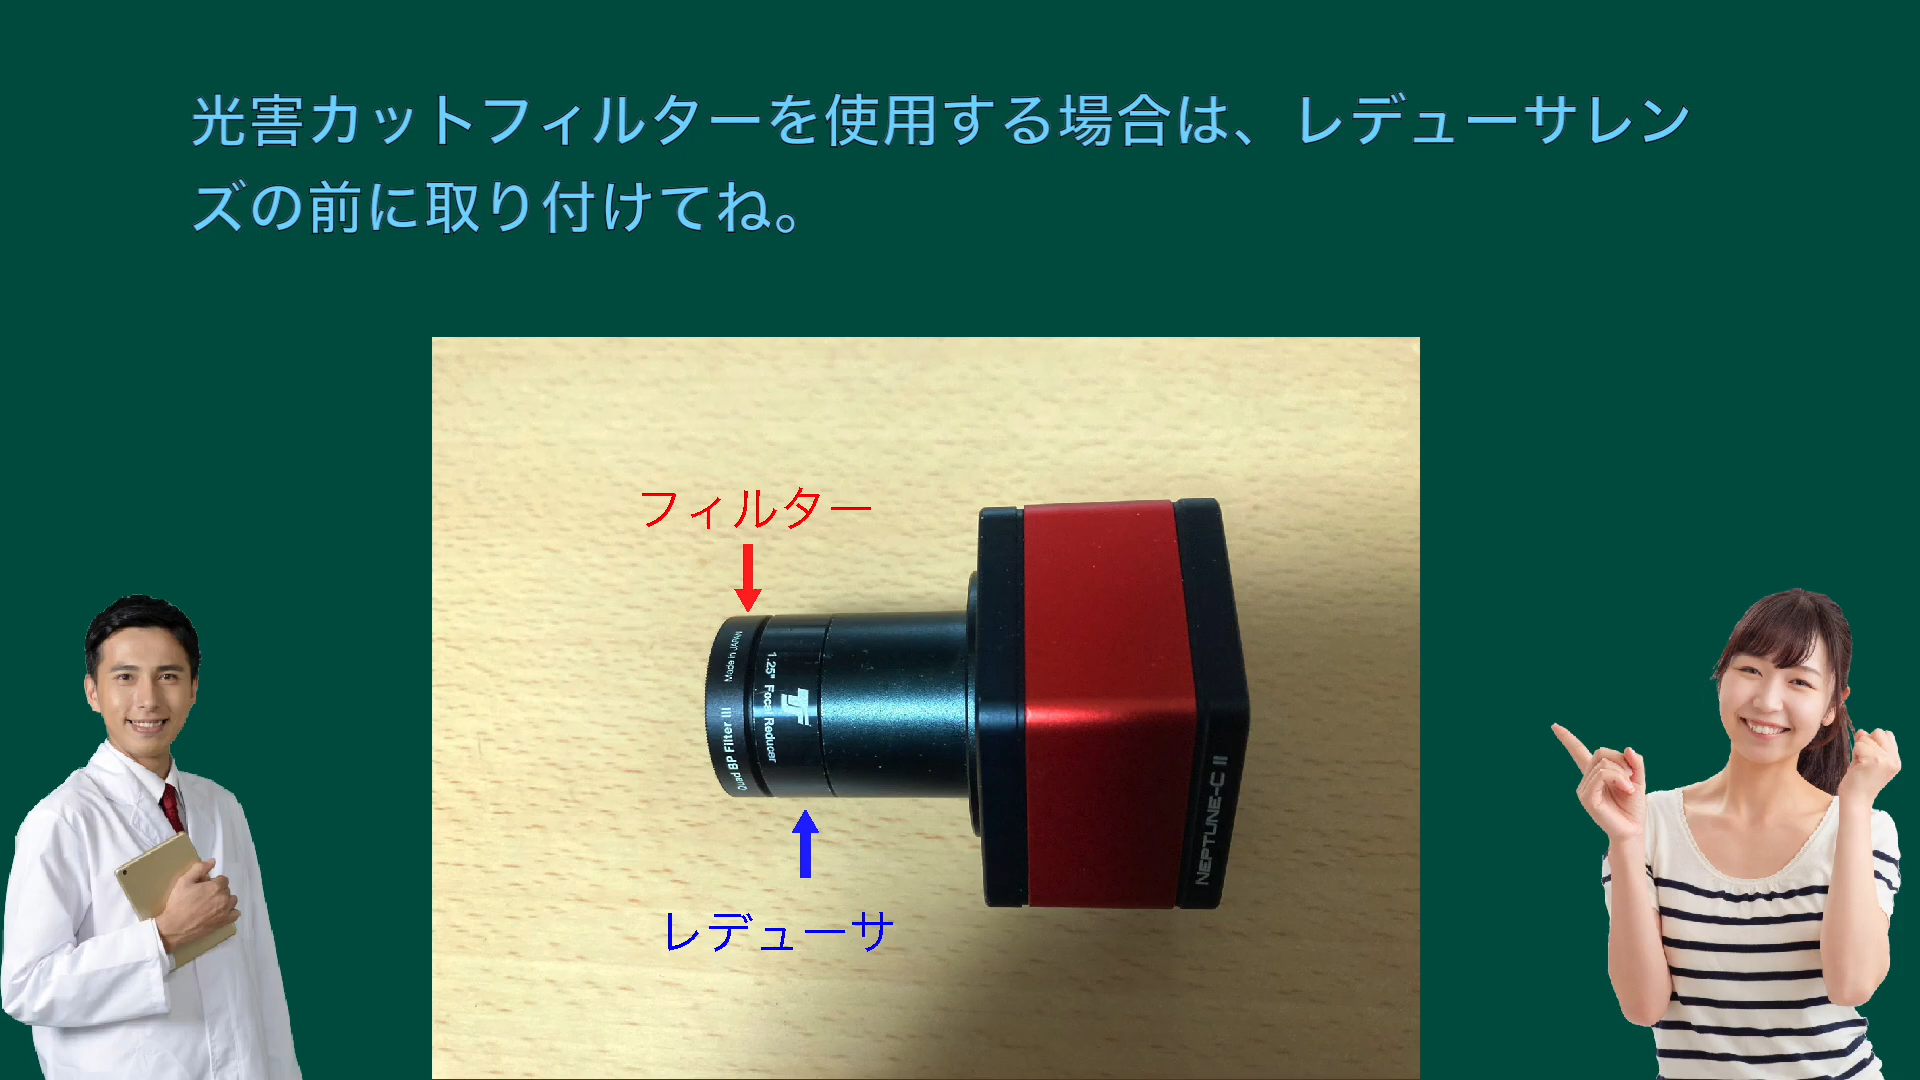 光害カットフィルターを使用する場合は、レデューサレン
ズの前に取り付けてね。
フィルター
Quad BP Filter III Made in JAPAN
1.25" Focal Reducer
TS
NEPTUNE-C II
レデューサ